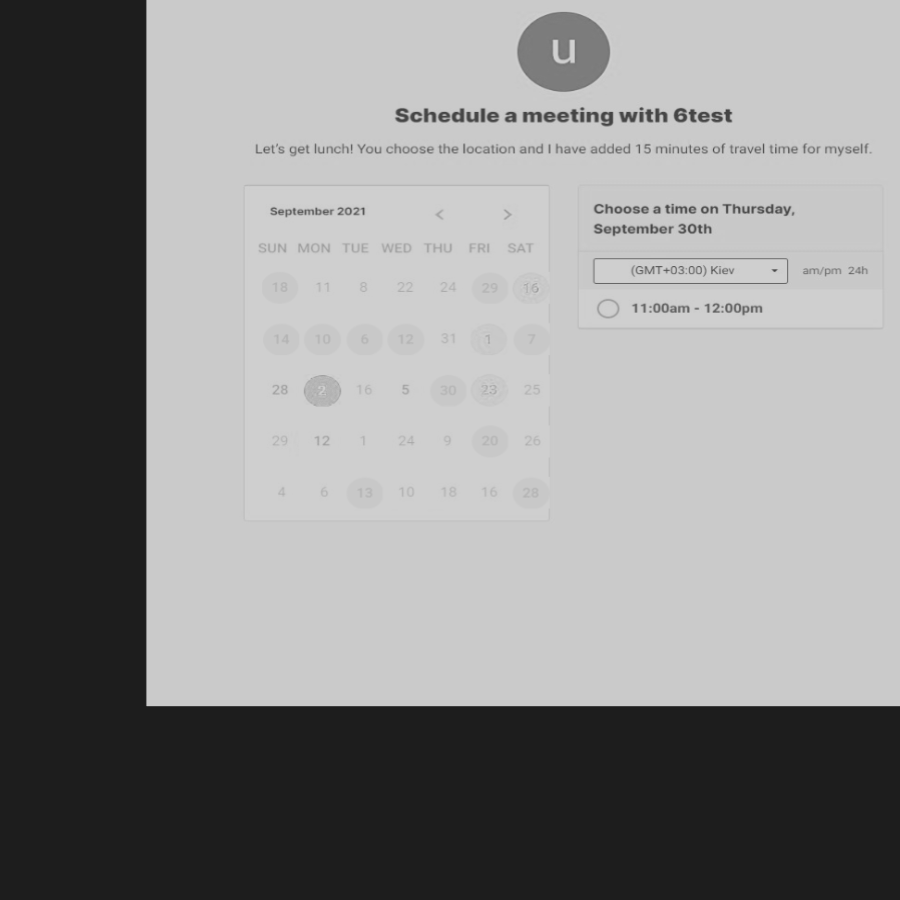 u
Schedule a meeting with 6test
Let's get lunch! You choose the location and I have added 15 minutes of travel time for myself.
September 2021 < >
SUN MON TUE WED THU FRI SAT
18 11 8 22 24 29 16
14 10 6 12 31 1 7
28 2 16 5 30 23 25
29 12 1 24 9 20 26
4 6 13 10 18 16 28
Choose a time on Thursday,
September 30th
(GMT+03:00) Kiev am/pm 24h
11:00am - 12:00pm